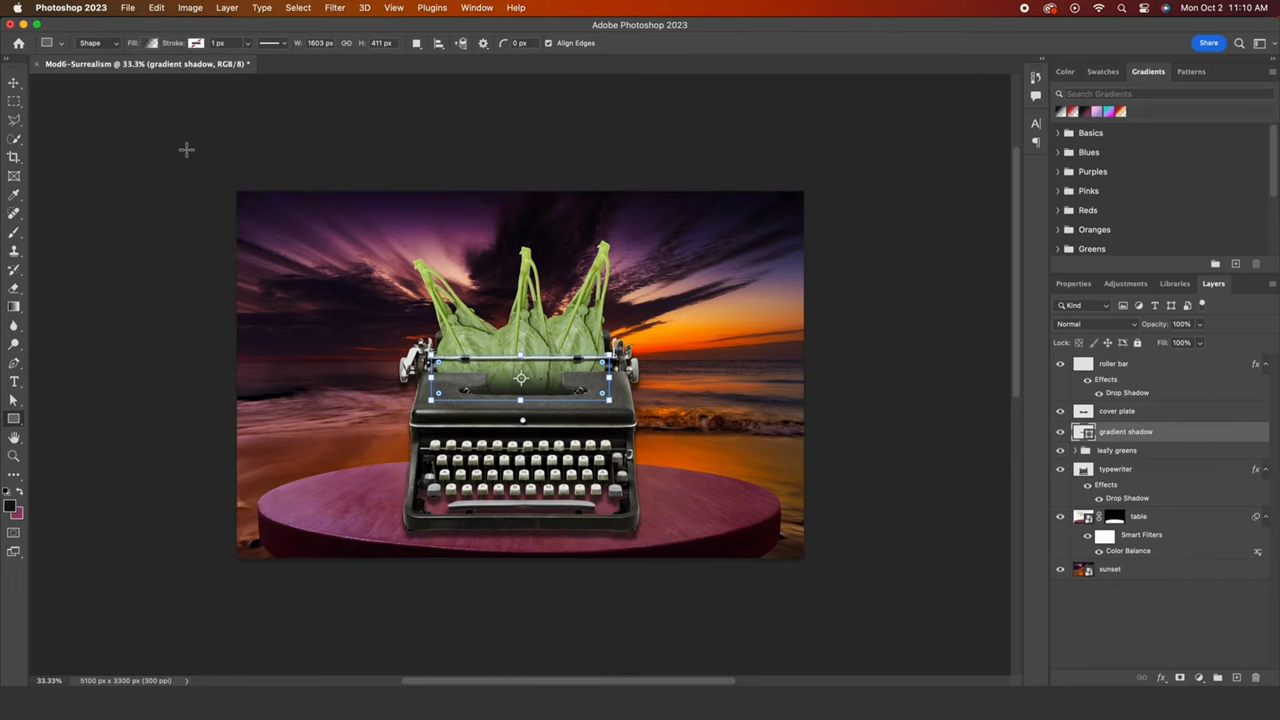 Photoshop 2023 File Edit Image Layer Type Select Filter 3D View Plugins Window Help Mon Oct 2 11:10 AM
Adobe Photoshop 2023
Shape Fill: Stroke: 1 px W: 1603 px H: 411 px 0 px Align Edges Share
Mod6-Surrealism @ 33.3% (gradient shadow, RGB/8) *
Color Swatches Gradients Patterns
Search Gradients
Basics
Blues
Purples
Pinks
Reds
Oranges
Greens
Properties Adjustments Libraries Layers
Kind
Normal Opacity: 100%
Lock: Fill: 100%
roller bar fx
Effects
Drop Shadow
cover plate
gradient shadow
leafy greens
typewriter fx
Effects
Drop Shadow
table
Smart Filters
Color Balance
sunset
33.33% 5100 px x 3300 px (300 ppi)